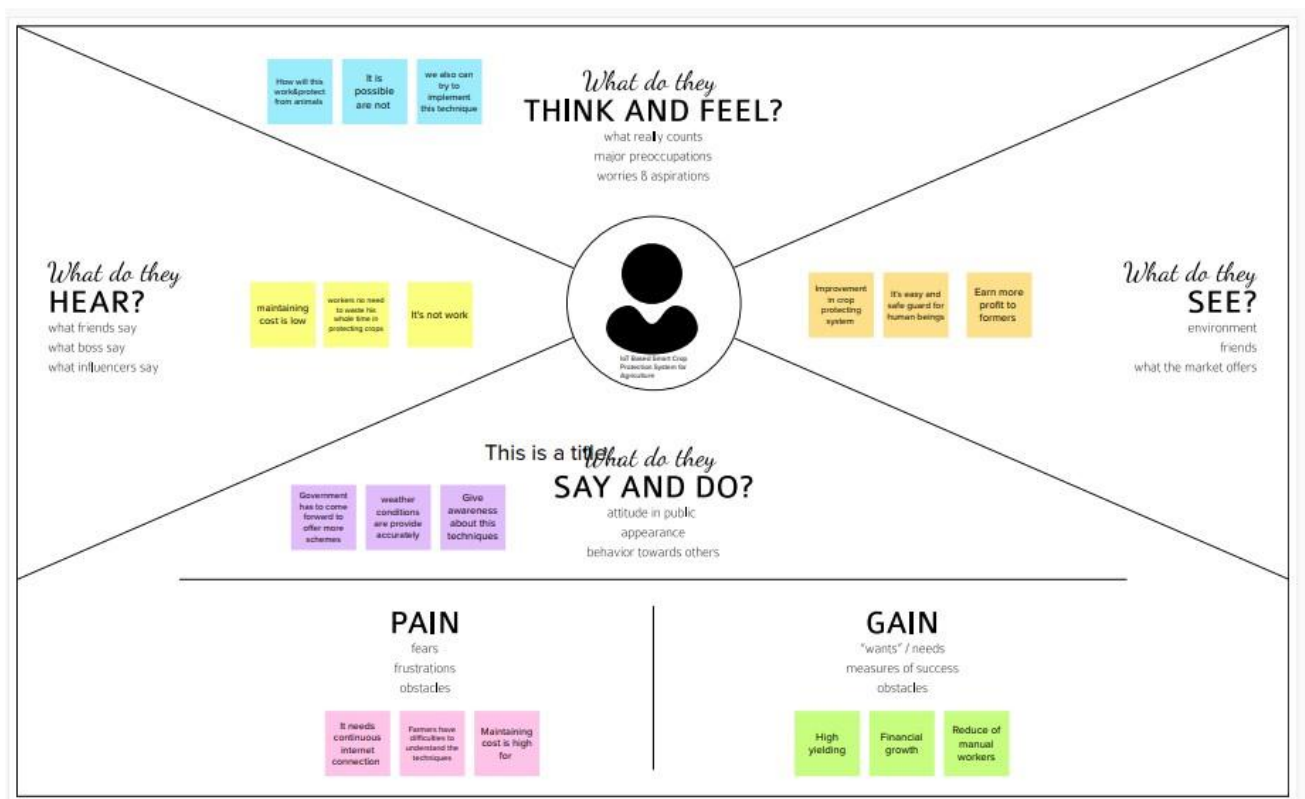 How will this
work&protect
from animals
It is
possible
are not
we also can
try to
implement
this technique
What do they
THINK AND FEEL?
what really counts
major preoccupations
worries & aspirations
What do they
HEAR?
what friends say
what boss say
what influencers say
maintaining
cost is low
workers no need
to waste his
whole time in
protecting crops
It's not work
IoT Based Smart Crop
Protection System for
Agriculture
Improvement
in crop
protecting
system
It's easy and
safe guard for
human beings
Earn more
profit to
formers
What do they
SEE?
environment
friends
what the market offers
This is a title
What do they
SAY AND DO?
attitude in public
appearance
behavior towards others
Government
has to come
forward to
offer more
schemes
weather
conditions
are provide
accurately
Give
awareness
about this
techniques
PAIN
fears
frustrations
obstacles
It needs
continuous
internet
connection
Farmers have
difficulties to
understand the
techniques
Maintaining
cost is high
for
GAIN
"wants" / needs
measures of success
obstacles
High
yielding
Financial
growth
Reduce of
manual
workers